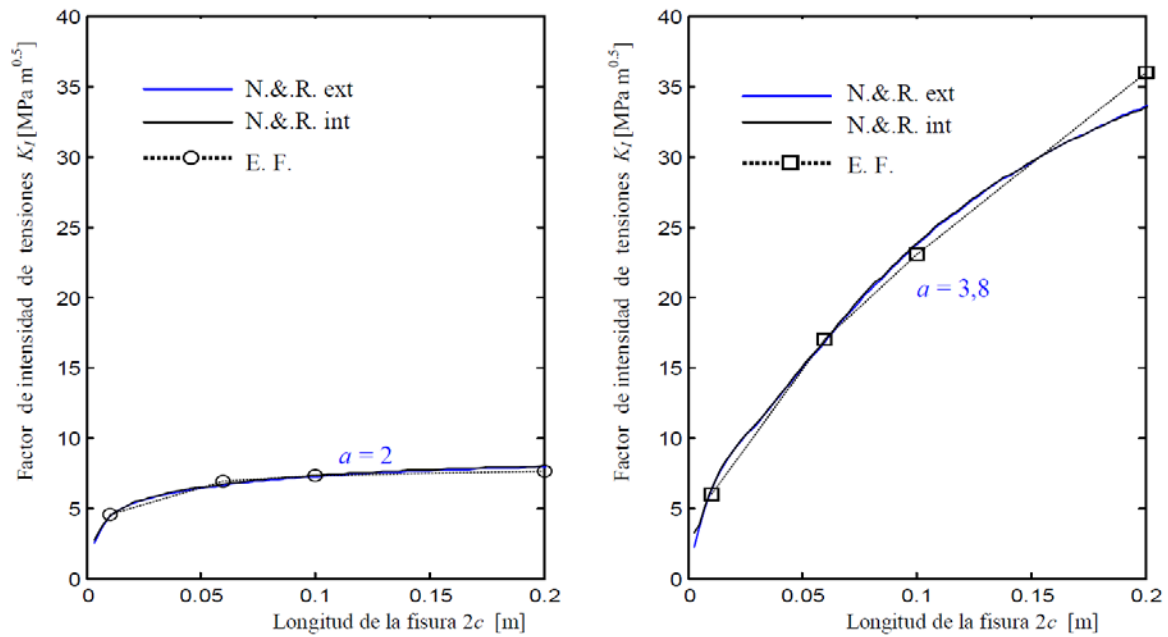 Factor de intensidad de tensiones K_I [MPa m^0.5]
40
35
30
25
20
15
10
5
0
N.&.R. ext
N.&.R. int
E. F.
a = 2
0
0.05
0.1
0.15
0.2
Longitud de la fisura 2c [m]
Factor de intensidad de tensiones K_I [MPa m^0.5]
40
35
30
25
20
15
10
5
0
N.&.R. ext
N.&.R. int
E. F.
a = 3,8
0
0.05
0.1
0.15
0.2
Longitud de la fisura 2c [m]